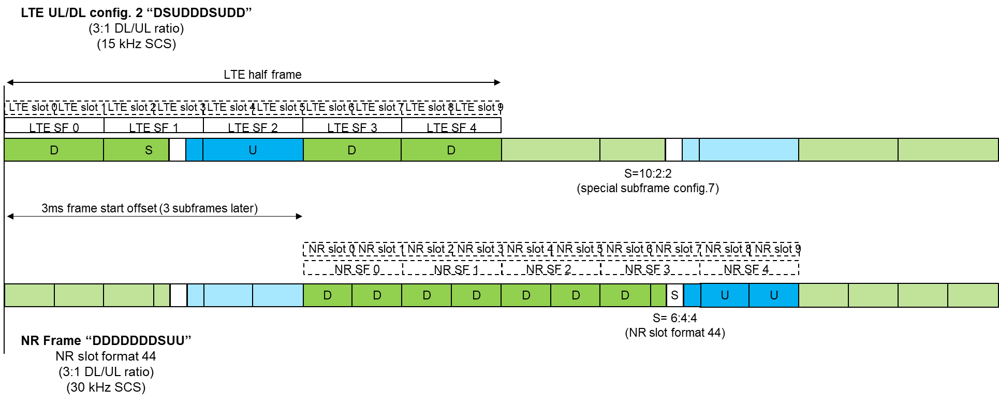 LTE UL/DL config. 2 “DSUDDDSUDD”
(3:1 DL/UL ratio)
(15 kHz SCS)
LTE half frame
LTE slot 0 LTE slot 1 LTE slot 2 LTE slot 3 LTE slot 4 LTE slot 5 LTE slot 6 LTE slot 7 LTE slot 8 LTE slot 9
LTE SF 0 LTE SF 1 LTE SF 2 LTE SF 3 LTE SF 4
D S U D D
S=10:2:2
(special subframe config.7)
3ms frame start offset (3 subframes later)
NR slot 0 NR slot 1 NR slot 2 NR slot 3 NR slot 4 NR slot 5 NR slot 6 NR slot 7 NR slot 8 NR slot 9
NR SF 0 NR SF 1 NR SF 2 NR SF 3 NR SF 4
D D D D D D D S U U
S= 6:4:4
(NR slot format 44)
NR Frame “DDDDDDDSUU”
NR slot format 44
(3:1 DL/UL ratio)
(30 kHz SCS)